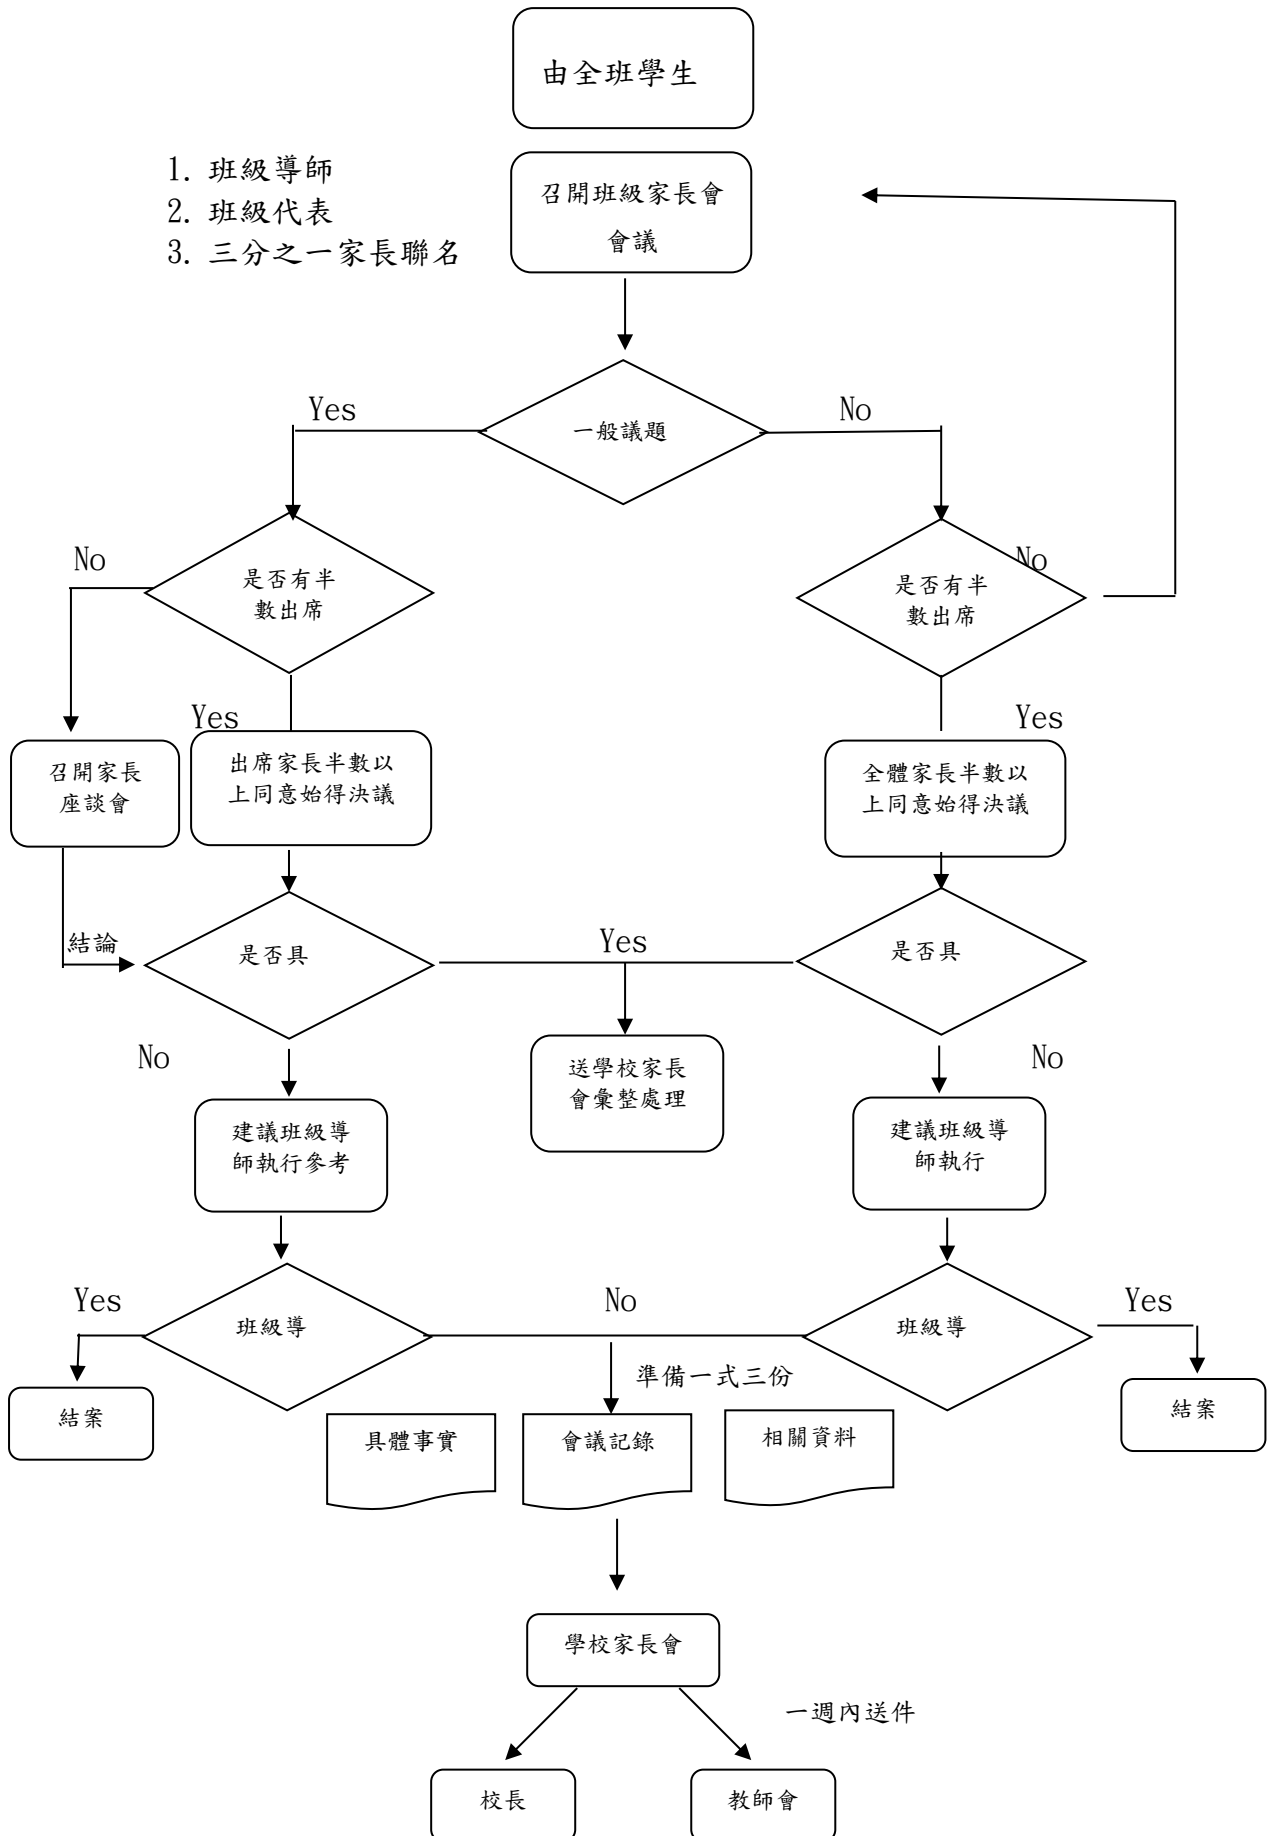 由全班學生
1. 班級導師
2. 班級代表
3. 三分之一家長聯名
召開班級家長會
會議
Yes
一般議題
No
No
是否有半
數出席
是否有半
數出席
No
Yes
Yes
召開家長
座談會
出席家長半數以
上同意始得決議
全體家長半數以
上同意始得決議
結論
是否具
Yes
是否具
No
送學校家長
會彙整處理
No
建議班級導
師執行參考
建議班級導
師執行
Yes
班級導
No
班級導
Yes
準備一式三份
結案
具體事實
會議記錄
相關資料
結案
學校家長會
一週內送件
校長
教師會